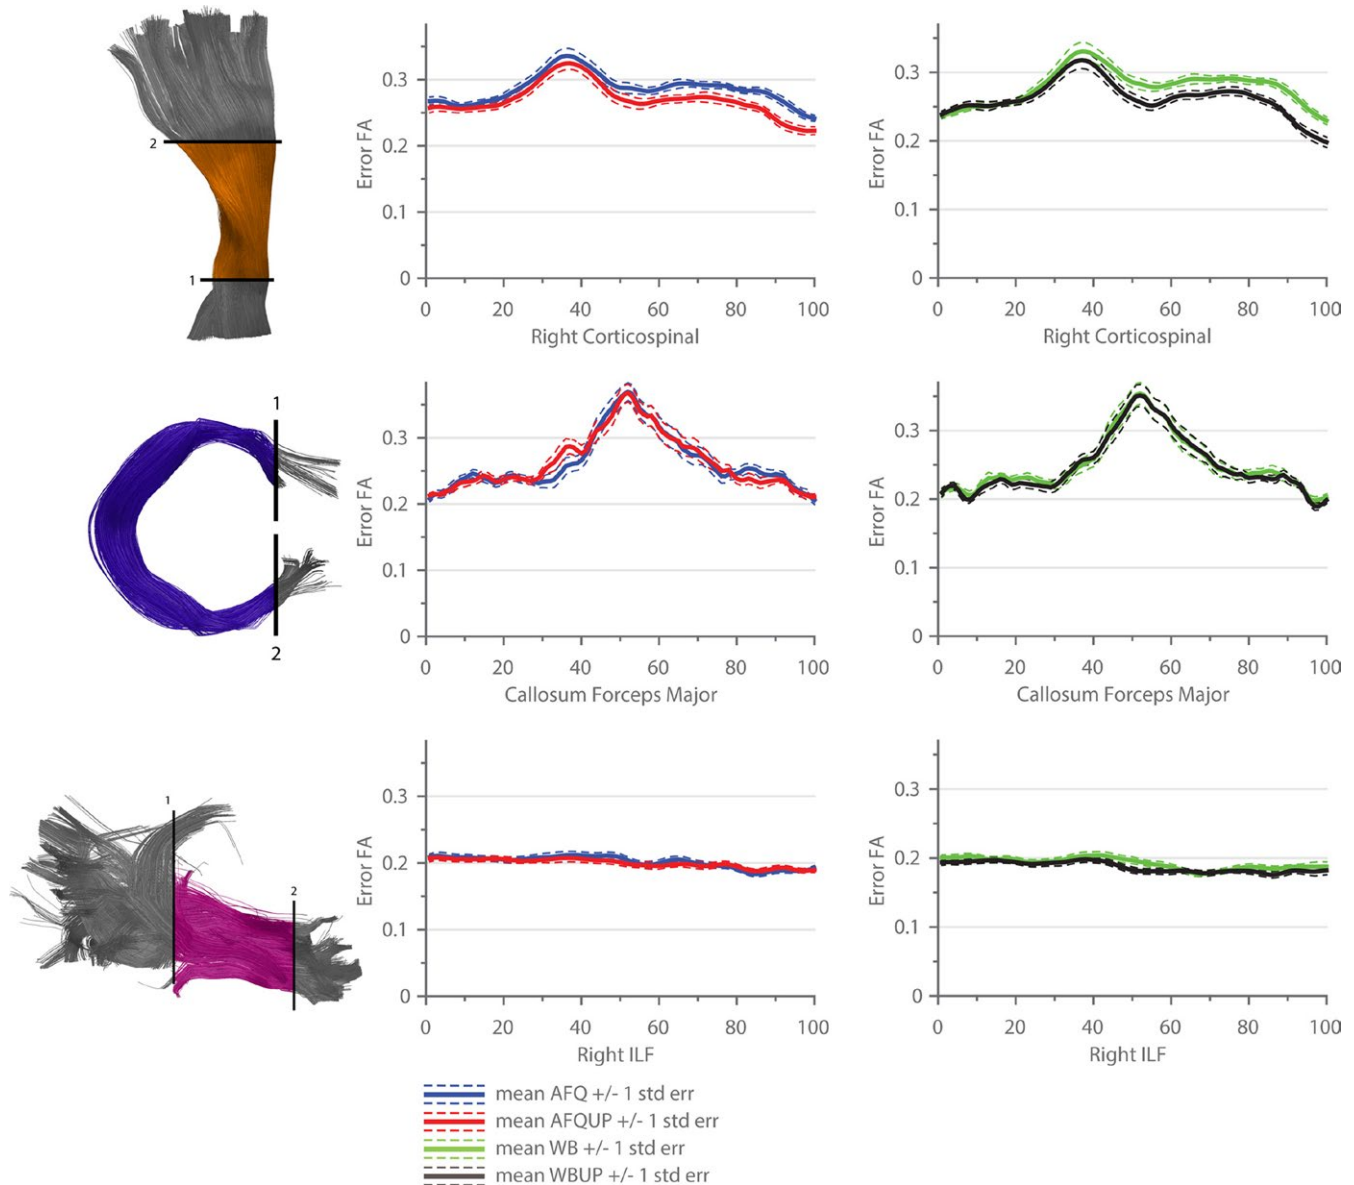 2
1
Error FA
0.3
0.2
0.1
0
0 20 40 60 80 100
Right Corticospinal
Error FA
0.3
0.2
0.1
0
0 20 40 60 80 100
Right Corticospinal
1
2
Error FA
0.3
0.2
0.1
0
0 20 40 60 80 100
Callosum Forceps Major
Error FA
0.3
0.2
0.1
0
0 20 40 60 80 100
Callosum Forceps Major
1
2
Error FA
0.3
0.2
0.1
0
0 20 40 60 80 100
Right ILF
Error FA
0.3
0.2
0.1
0
0 20 40 60 80 100
Right ILF
mean AFQ +/- 1 std err
mean AFQUP +/- 1 std err
mean WB +/- 1 std err
mean WBUP +/- 1 std err